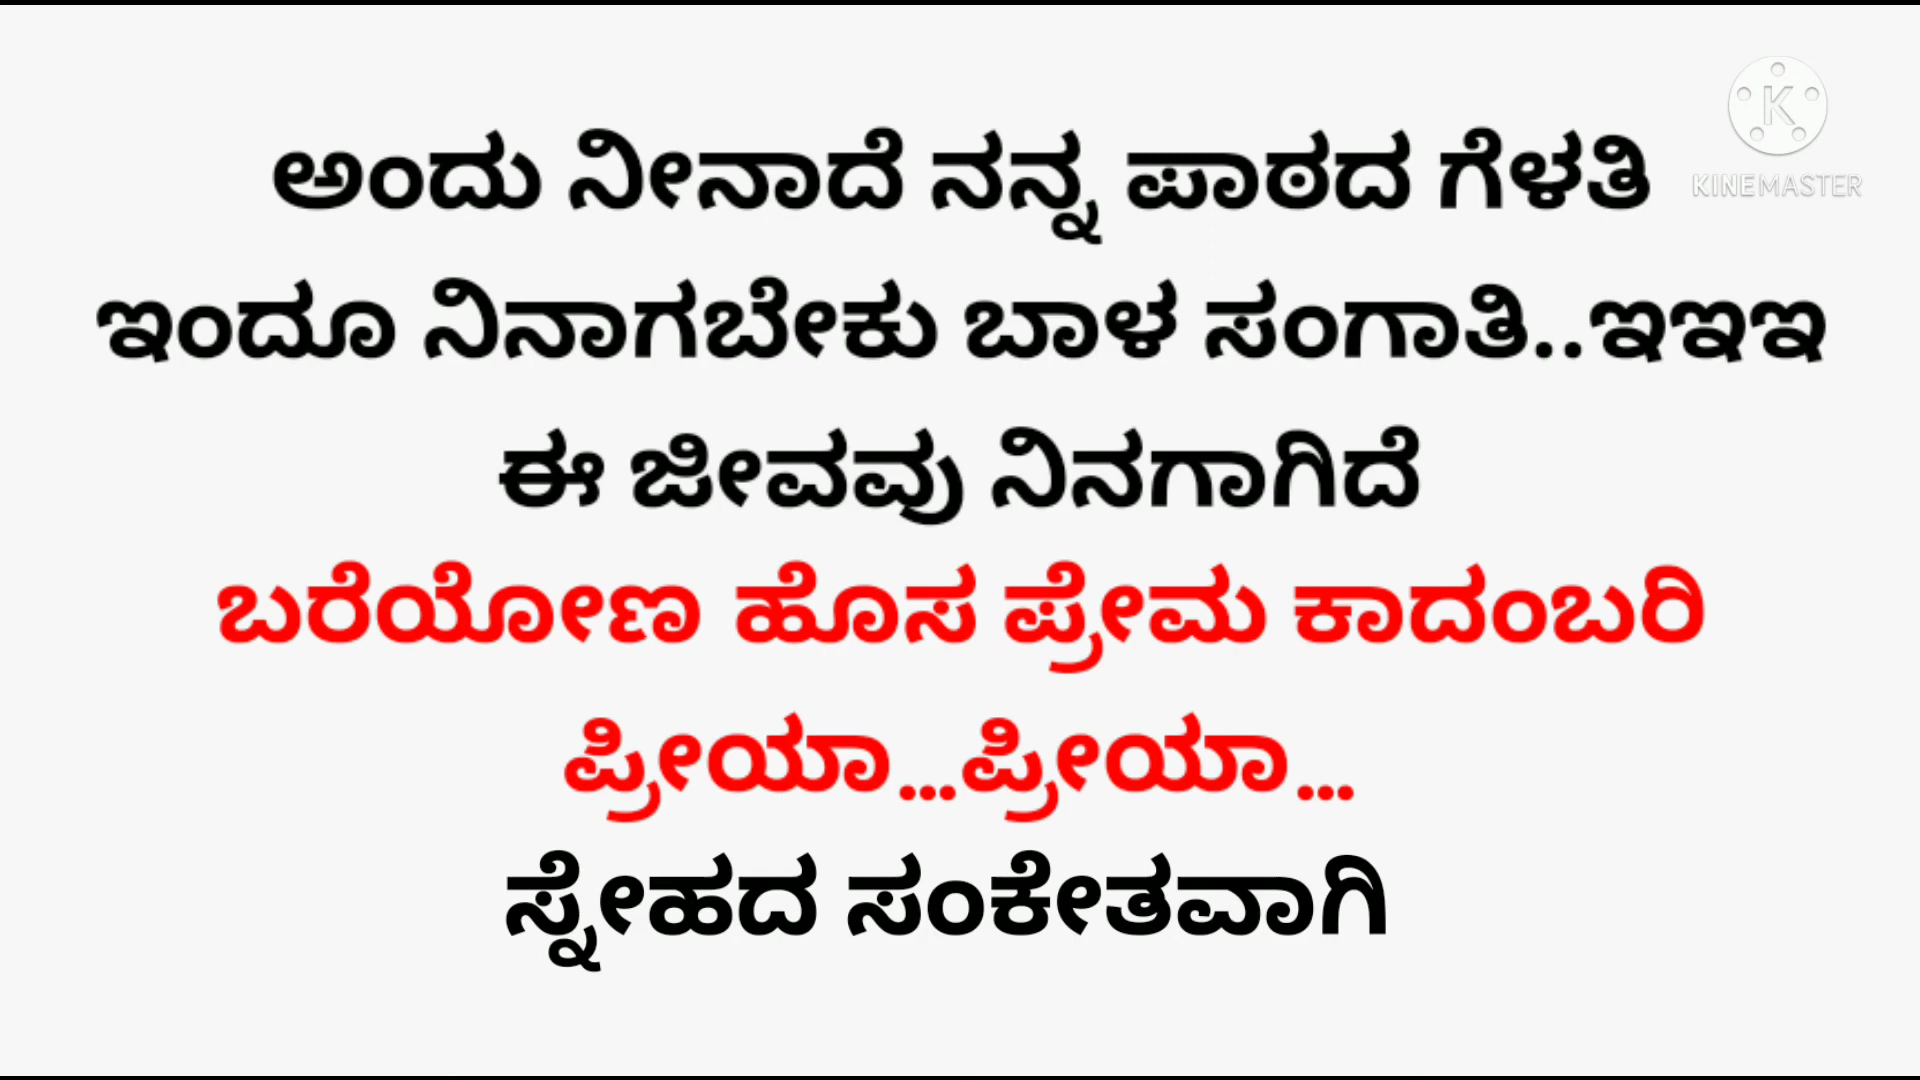 ಅಂದು ನೀನಾದೆ ನನ್ನ ಪಾಠದ ಗೆಳತಿ
K
KINEMASTER
ಇಂದೂ ನಿನಾಗಬೇಕು ಬಾಳ ಸಂಗಾತಿ..ಇಇಇ
ಈ ಜೀವವು ನಿನಗಾಗಿದೆ
ಬರೆಯೋಣ ಹೊಸ ಪ್ರೇಮ ಕಾದಂಬರಿ
ಪ್ರೀಯಾ...ಪ್ರೀಯಾ...
ಸ್ನೇಹದ ಸಂಕೇತವಾಗಿ